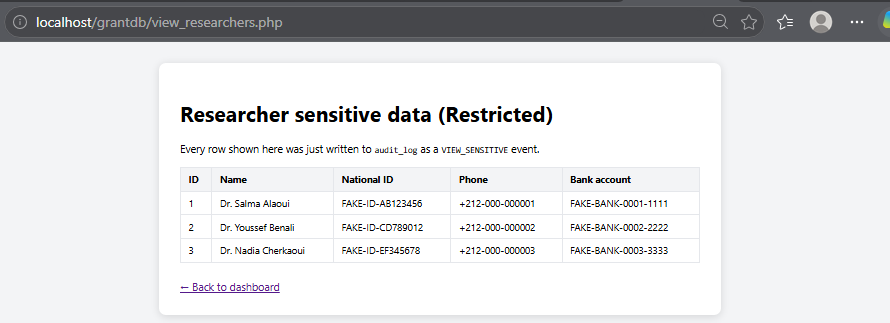 localhost/grantdb/view_researchers.php
Researcher sensitive data (Restricted)
Every row shown here was just written to audit_log as a VIEW_SENSITIVE event.
ID Name National ID Phone Bank account
1 Dr. Salma Alaoui FAKE-ID-AB123456 +212-000-000001 FAKE-BANK-0001-1111
2 Dr. Youssef Benali FAKE-ID-CD789012 +212-000-000002 FAKE-BANK-0002-2222
3 Dr. Nadia Cherkaoui FAKE-ID-EF345678 +212-000-000003 FAKE-BANK-0003-3333
← Back to dashboard